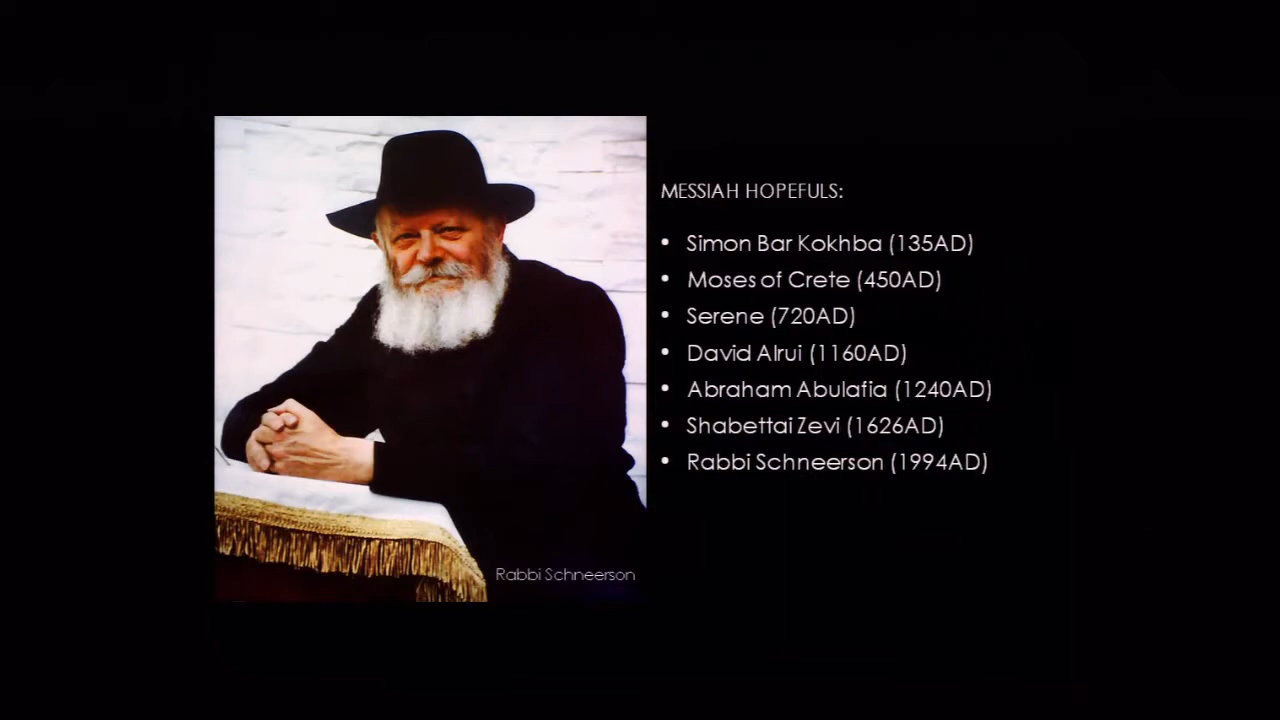 MESSIAH HOPEFULS:
• Simon Bar Kokhba (135AD)
• Moses of Crete (450AD)
• Serene (720AD)
• David Alrui (1160AD)
• Abraham Abulafia (1240AD)
• Shabettai Zevi (1626AD)
• Rabbi Schneerson (1994AD)
Rabbi Schneerson